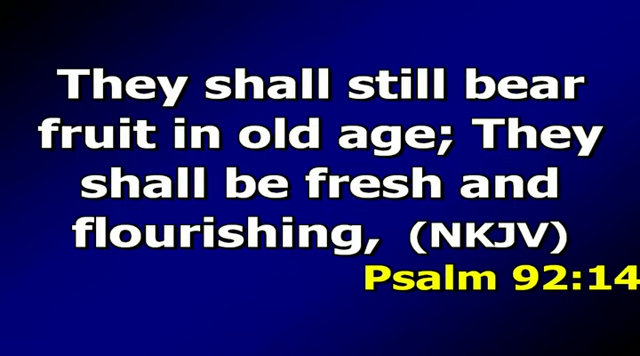 They shall still bear
fruit in old age; They
shall be fresh and
flourishing, (NKJV)
Psalm 92:14